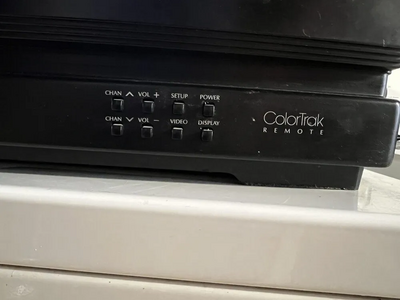 CHAN ∧ VOL + SETUP POWER
CHAN ∨ VOL − VIDEO DISPLAY
ColorTrak
REMOTE